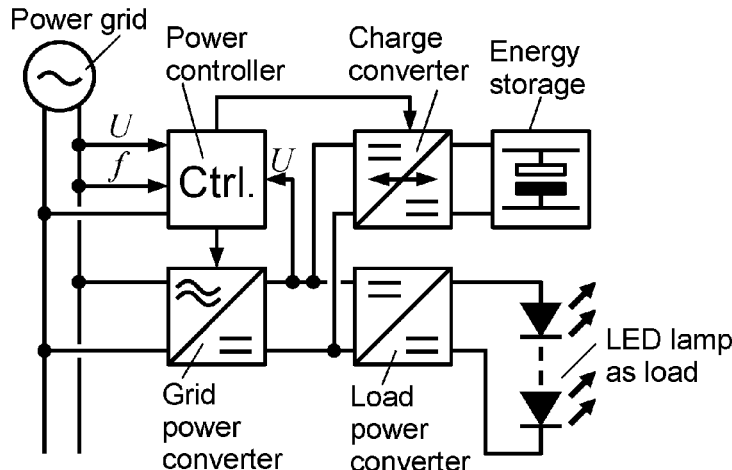 Power grid
Power
controller
Charge
converter
Energy
storage
U
f
Ctrl.
U
Grid
power
converter
Load
power
converter
LED lamp
as load